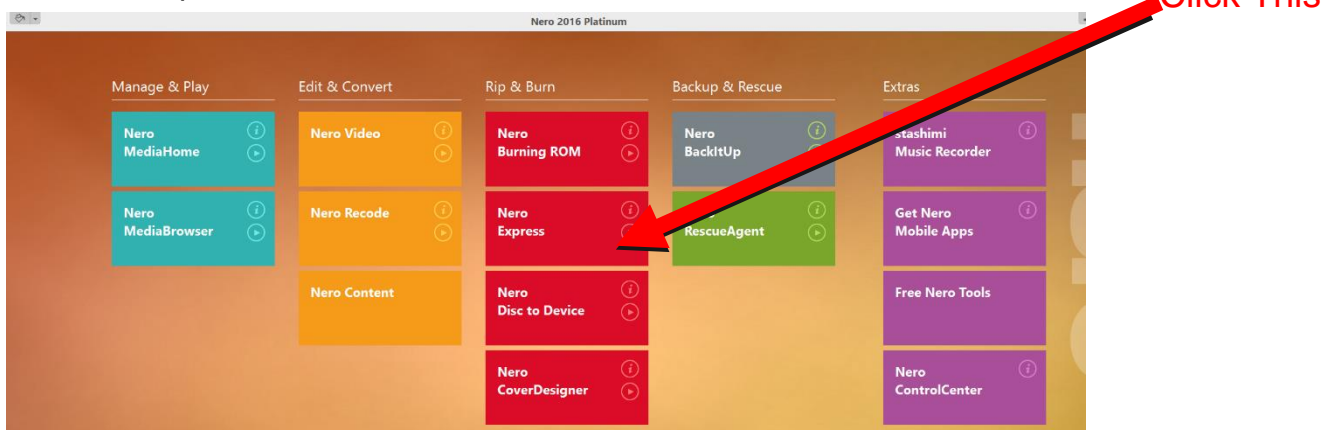 Click This
Nero 2016 Platinum
Manage & Play
Edit & Convert
Rip & Burn
Backup & Rescue
Extras
Nero
MediaHome
Nero Video
Nero
Burning ROM
Nero
BackItUp
stashimi
Music Recorder
Nero
MediaBrowser
Nero Recode
Nero
Express
RescueAgent
Get Nero
Mobile Apps
Nero Content
Nero
Disc to Device
Free Nero Tools
Nero
CoverDesigner
Nero
ControlCenter